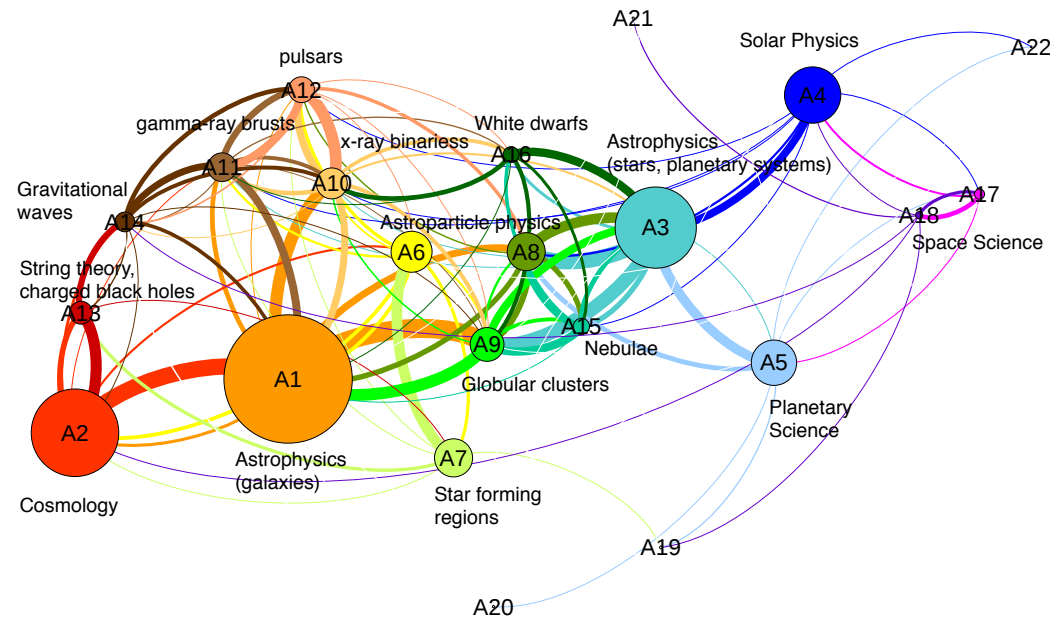 A21
Solar Physics
A22
pulsars
A12
A4
gamma-ray brusts
White dwarfs
x-ray binariess
Astrophysics
(stars, planetary systems)
A16
A11
A10
Gravitational
waves
A14
A17
A18
Astroparticle physics
A3
Space Science
A6
A8
String theory,
charged black holes
A13
A15
A9
Nebulae
A5
A1
Globular clusters
Planetary
Science
A2
A7
Astrophysics
(galaxies)
Star forming
regions
Cosmology
A19
A20